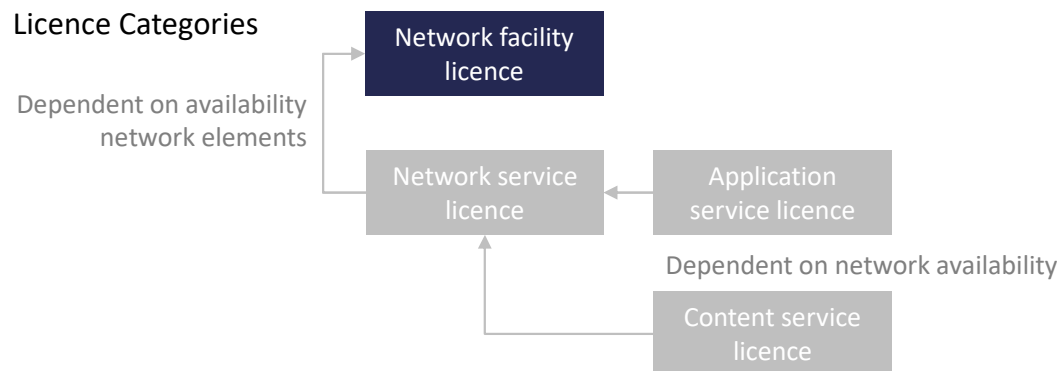 Licence Categories
Network facility
licence
Dependent on availability
network elements
Network service
licence
Application
service licence
Dependent on network availability
Content service
licence